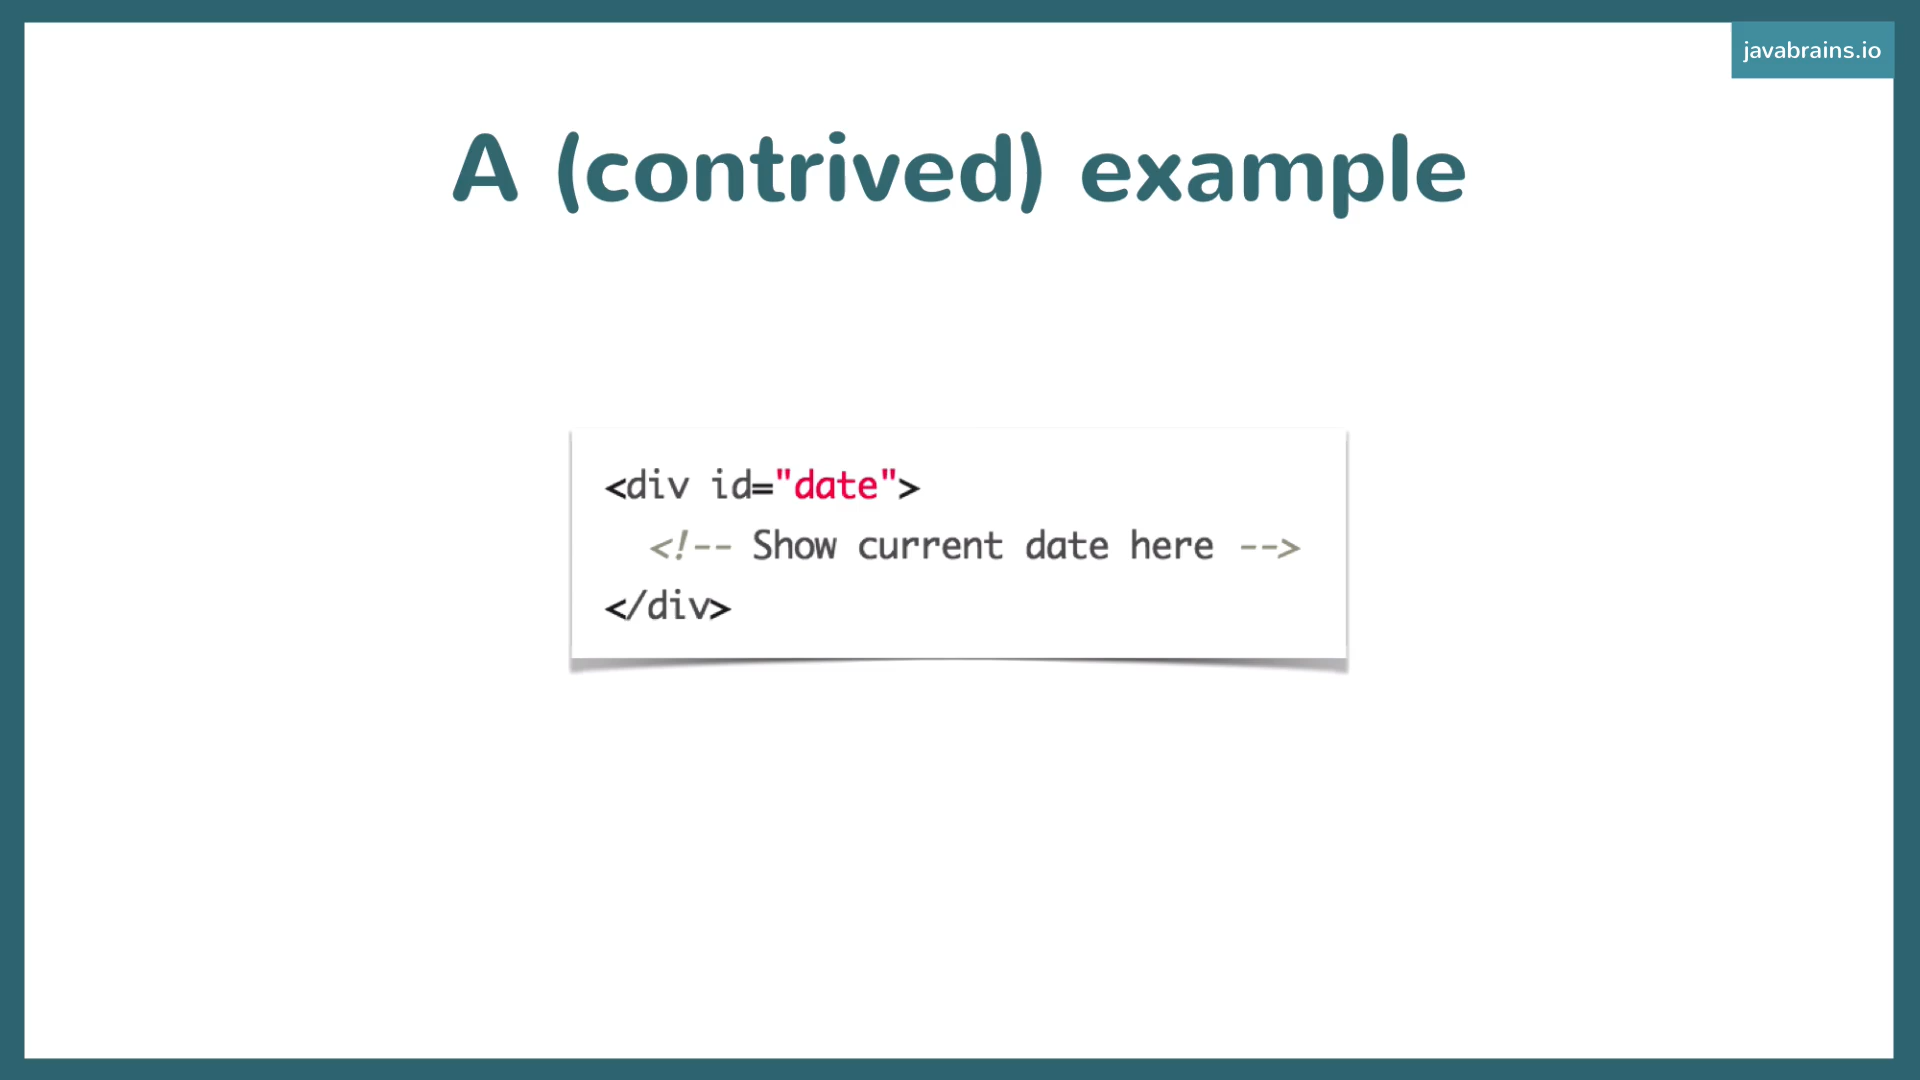 javabrains.io
A (contrived) example
<div id="date">
  <!-- Show current date here -->
</div>